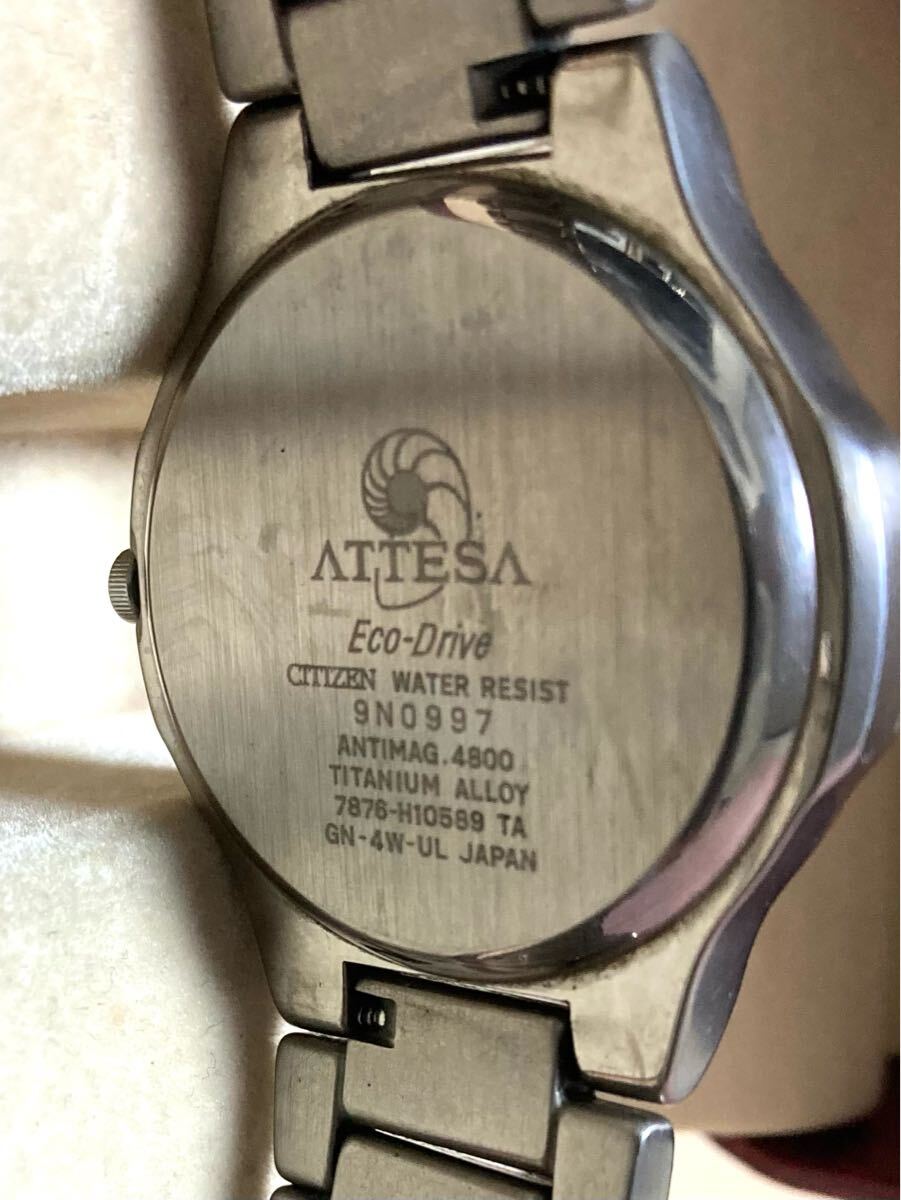 ATTESA
Eco-Drive
CITIZEN WATER RESIST
9N0997
ANTIMAG.4800
TITANIUM ALLOY
7876-H10589 TA
GN-4W-UL JAPAN